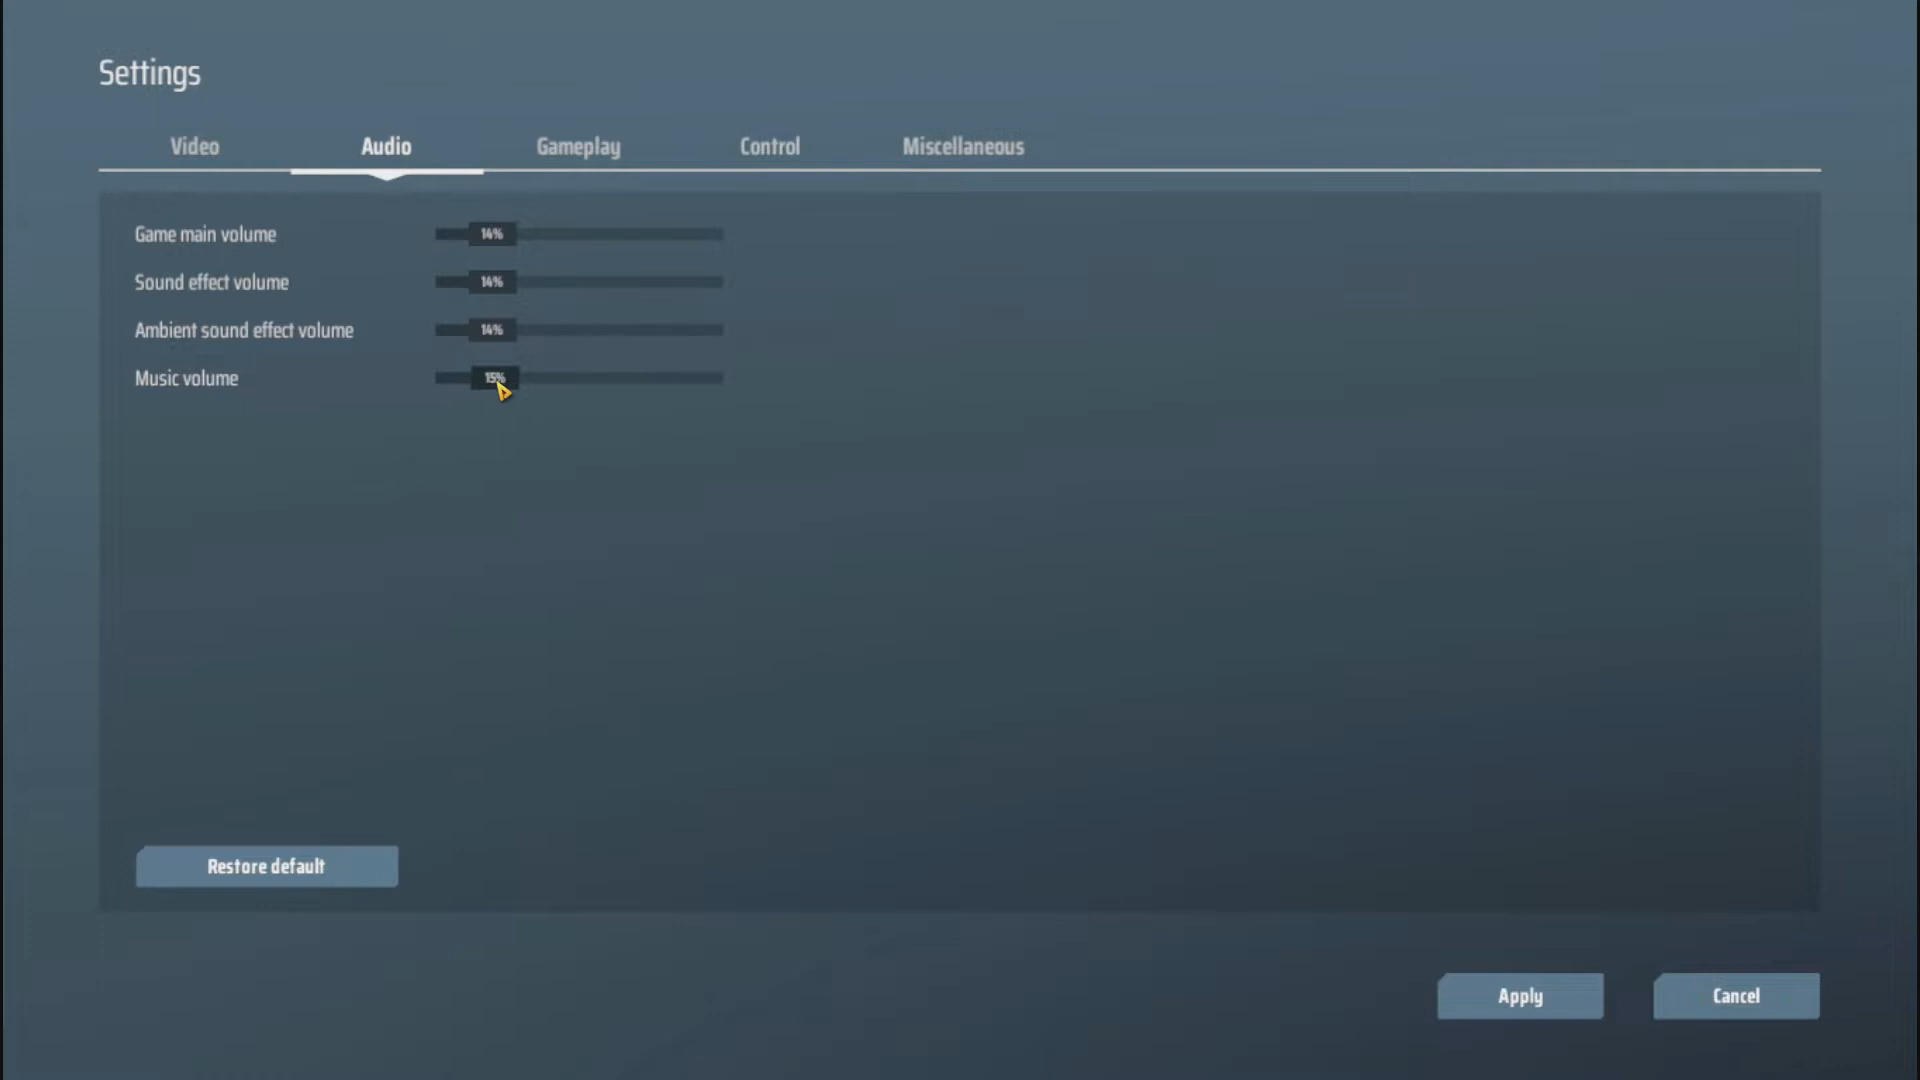 Settings
Video Audio Gameplay Control Miscellaneous
Game main volume 14%
Sound effect volume 14%
Ambient sound effect volume 14%
Music volume 15%
Restore default
Apply Cancel